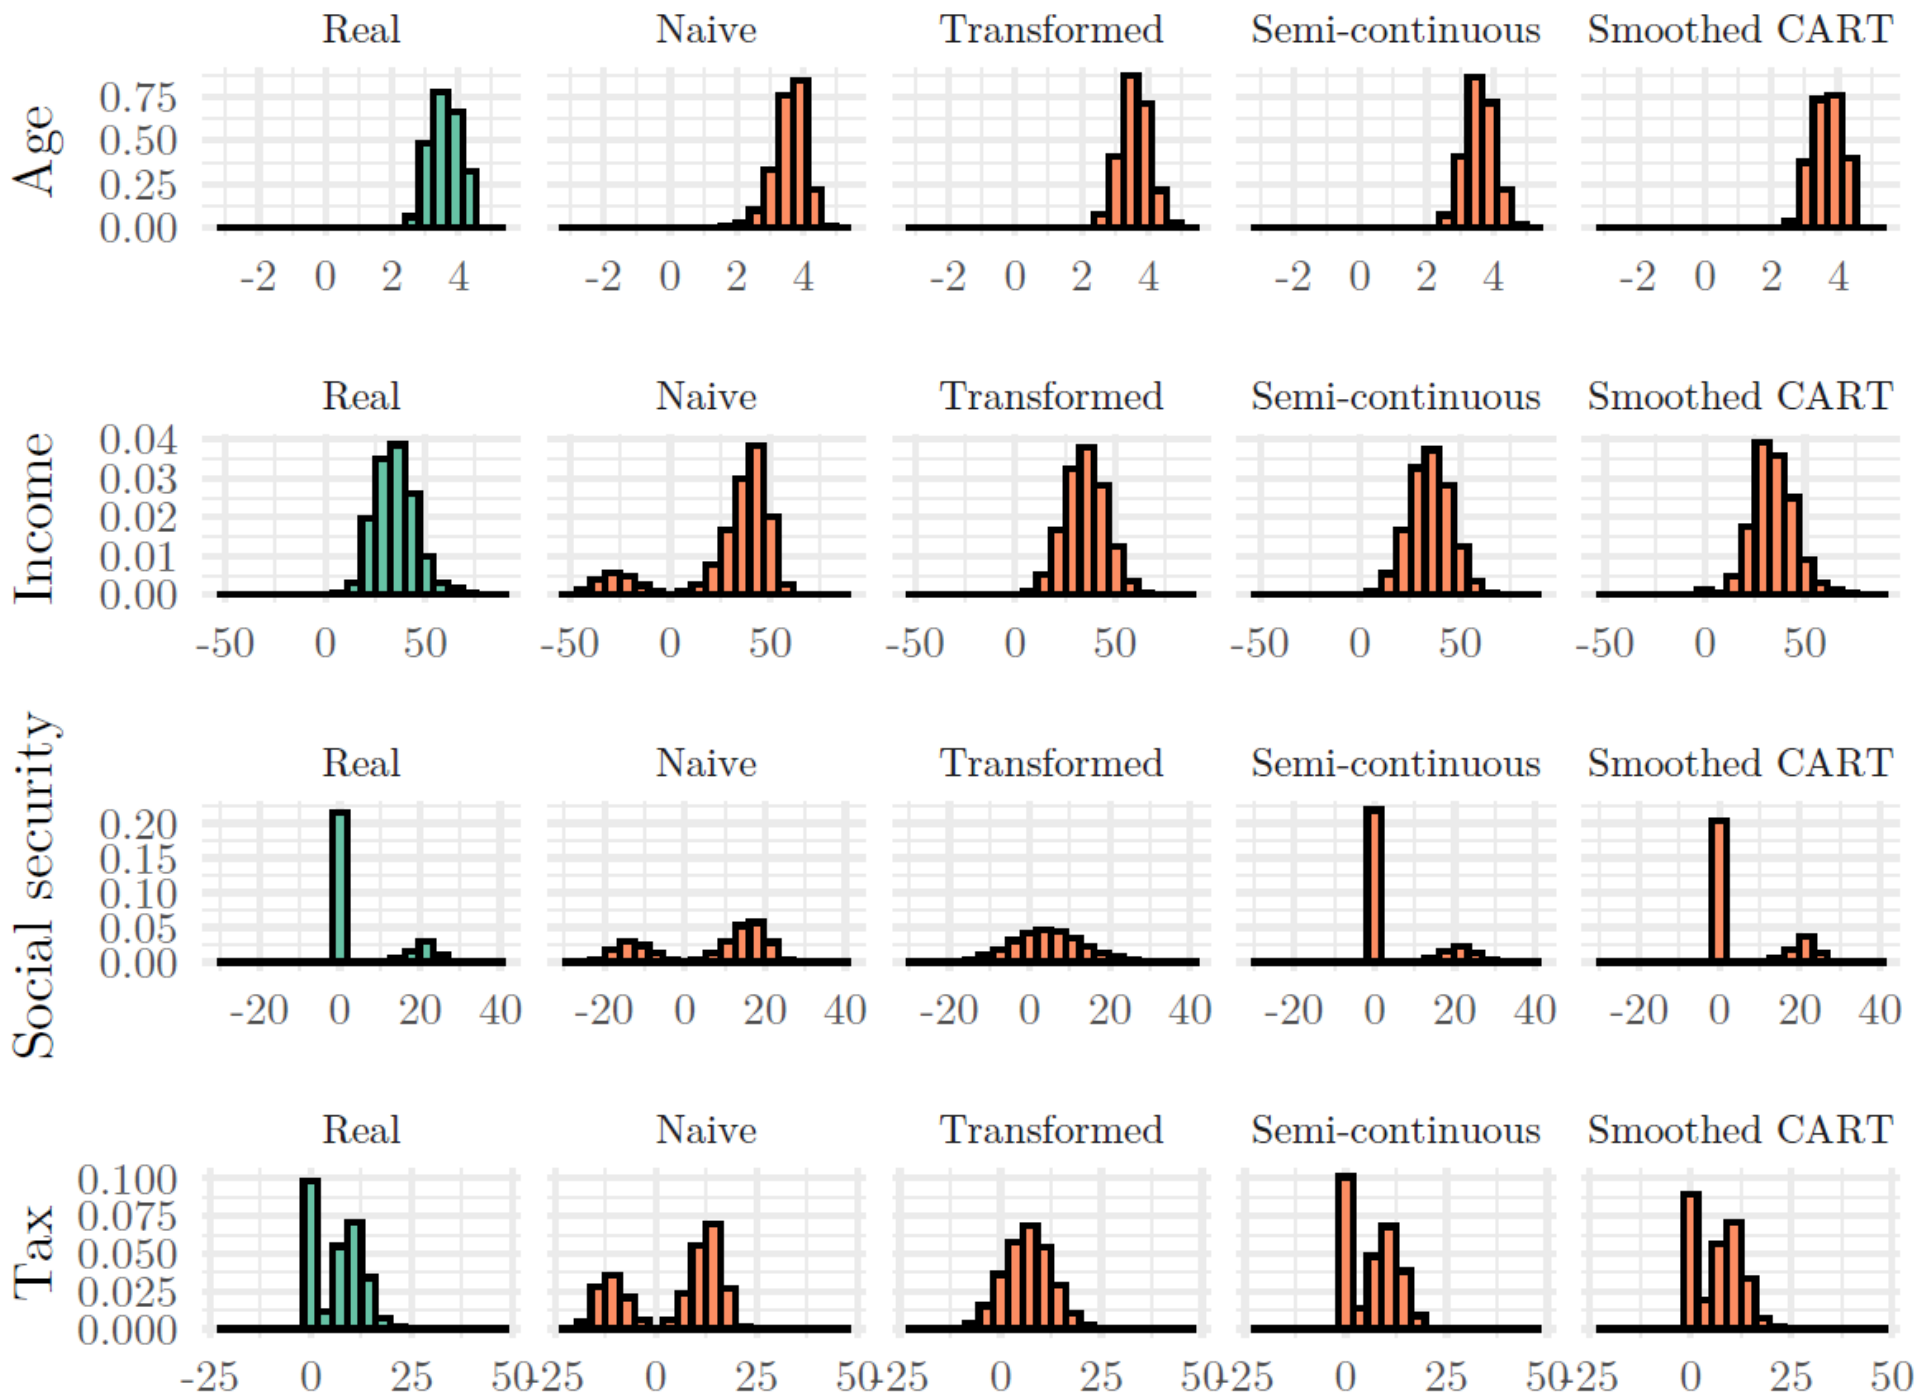 Age
Real Naive Transformed Semi-continuous Smoothed CART
0.75
0.50
0.25
0.00
-2 0 2 4 -2 0 2 4 -2 0 2 4 -2 0 2 4 -2 0 2 4
Income
Real Naive Transformed Semi-continuous Smoothed CART
0.04
0.03
0.02
0.01
0.00
-50 0 50 -50 0 50 -50 0 50 -50 0 50 -50 0 50
Social security
Real Naive Transformed Semi-continuous Smoothed CART
0.20
0.15
0.10
0.05
0.00
-20 0 20 40 -20 0 20 40 -20 0 20 40 -20 0 20 40 -20 0 20 40
Tax
Real Naive Transformed Semi-continuous Smoothed CART
0.100
0.075
0.050
0.025
0.000
-25 0 25 50 -25 0 25 50 -25 0 25 50 -25 0 25 50 -25 0 25 50